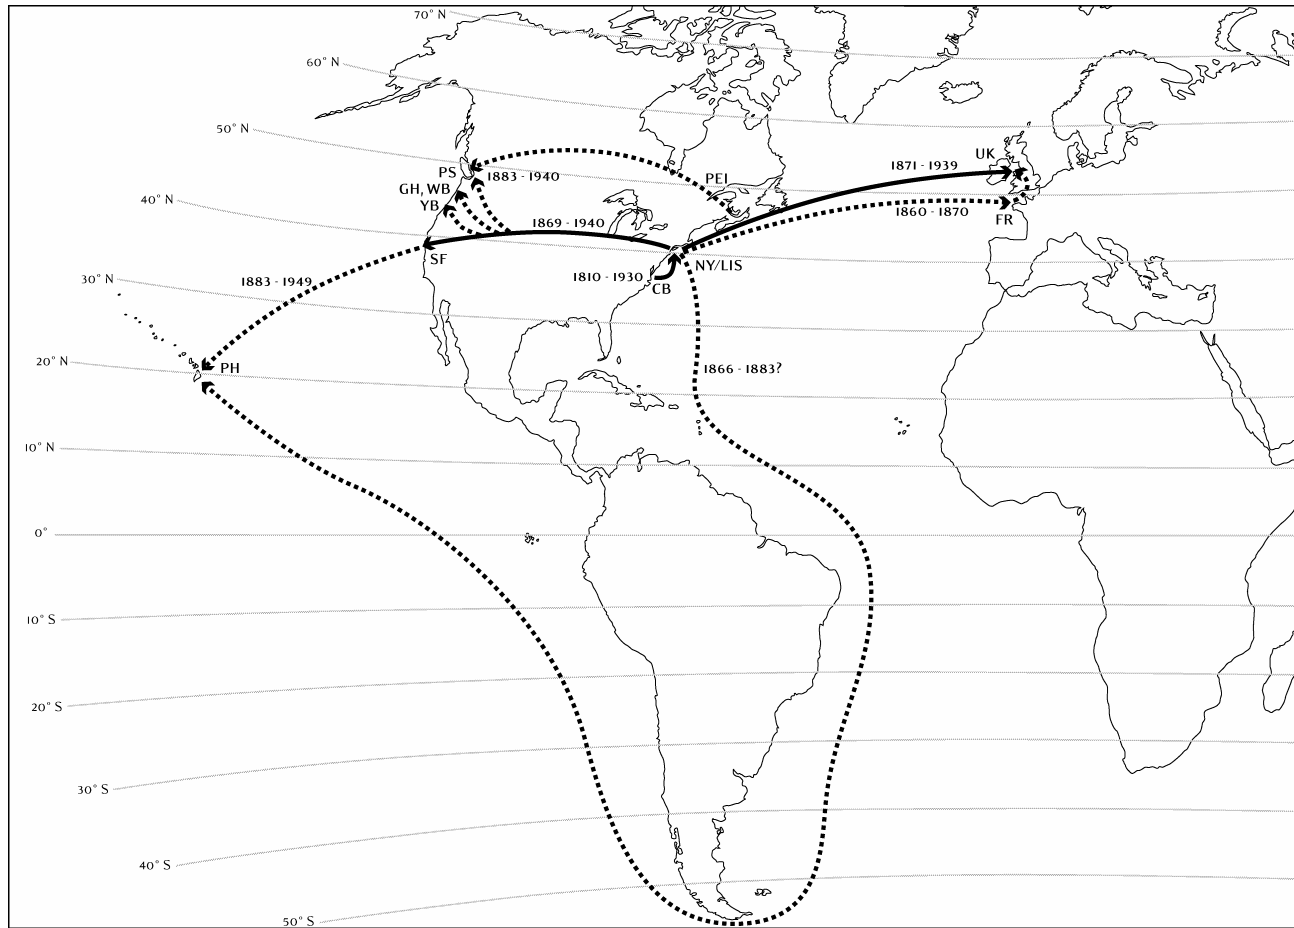 70° N
60° N
50° N
40° N
30° N
20° N
10° N
0°
10° S
20° S
30° S
40° S
50° S
PS
1883 - 1940
GH, WB
YB
PEI
UK
1871 - 1939
1860 - 1870
FR
1869 - 1940
SF
NY/LIS
1810 - 1930
CB
1883 - 1949
PH
1866 - 1883?